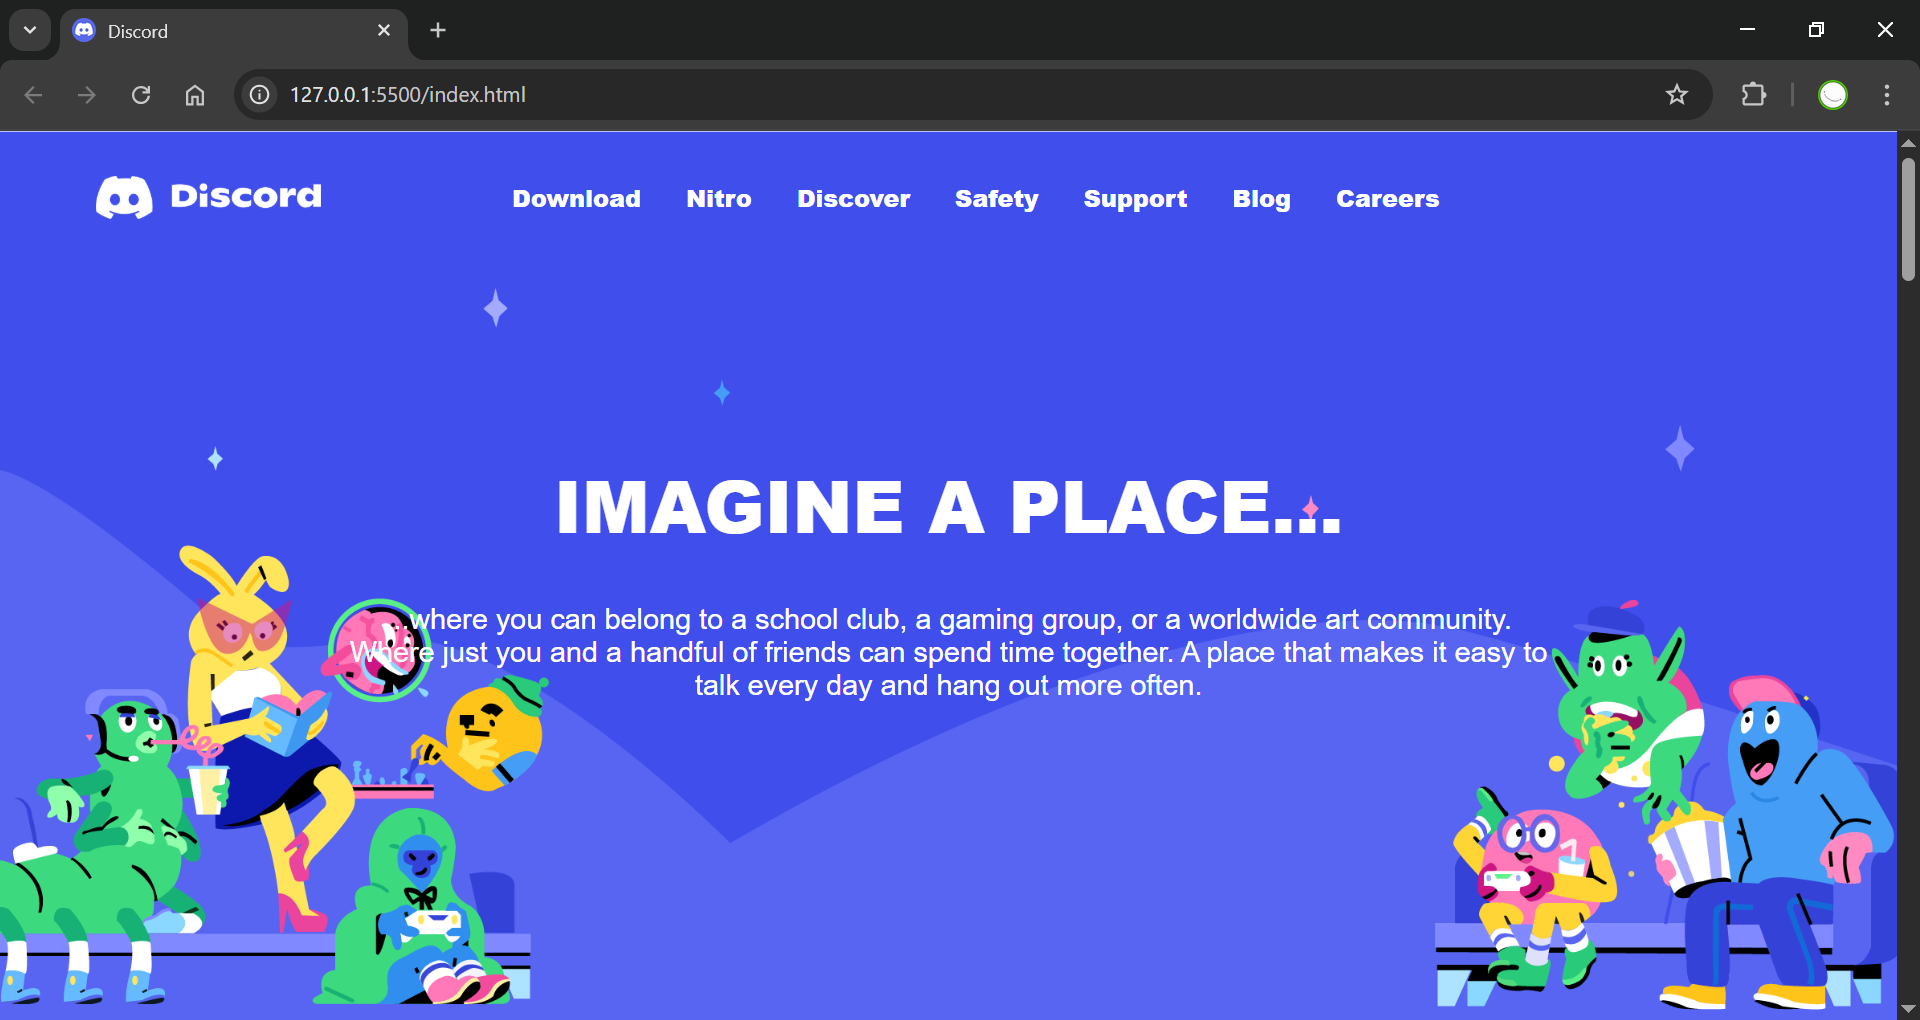 Discord
127.0.0.1:5500/index.html
Discord
Download Nitro Discover Safety Support Blog Careers
IMAGINE A PLACE...
...where you can belong to a school club, a gaming group, or a worldwide art community.
Where just you and a handful of friends can spend time together. A place that makes it easy to
talk every day and hang out more often.